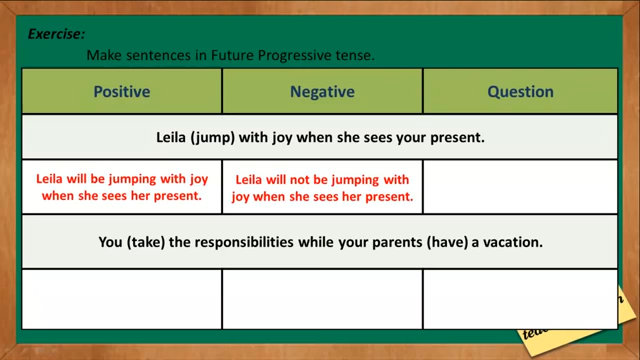 Exercise:
Make sentences in Future Progressive tense.
Positive
Negative
Question
Leila (jump) with joy when she sees your present.
Leila will be jumping with joy
when she sees her present.
Leila will not be jumping with
joy when she sees her present.
You (take) the responsibilities while your parents (have) a vacation.